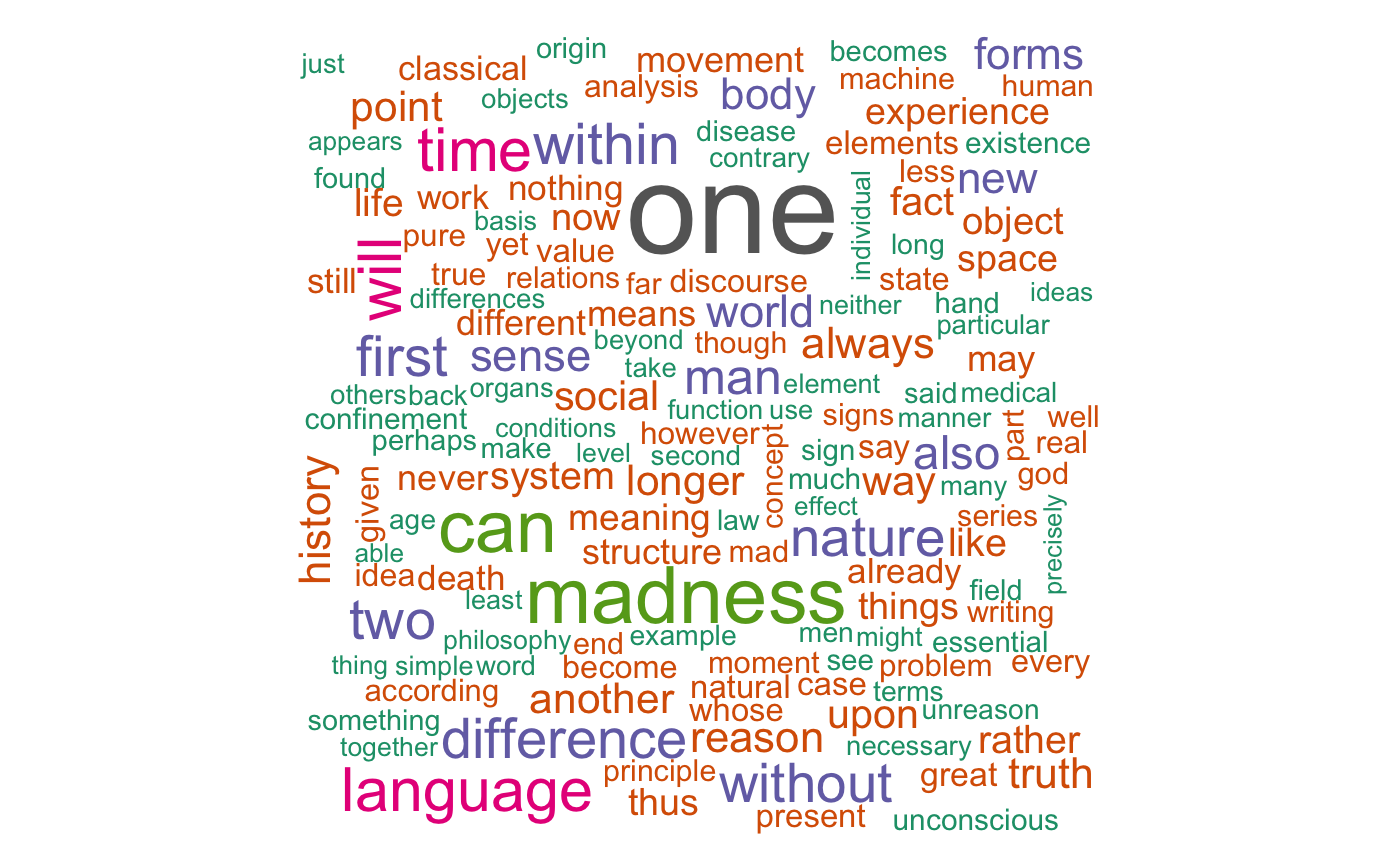 just classical origin movement becomes forms
objects analysis body machine human
point experience
appears time within disease contrary elements existence
found life work nothing one individual less new
pure basis now fact object
yet value long space
still will true relations far discourse state
differences different means world neither hand ideas
particular
first sense beyond though always may
take man element
others back organs social function use signs said medical
confinement conditions manner part well
perhaps make level however second concept sign say also real
history given never system longer much way many god
age can meaning law effect series precisely
able structure mad nature like
idea death madness already field
least things writing
two philosophy end example men might essential
thing simple word become moment see problem every
according another natural case terms
whose upon unreason
something difference reason rather
together necessary
language principle without great truth
thus present unconscious